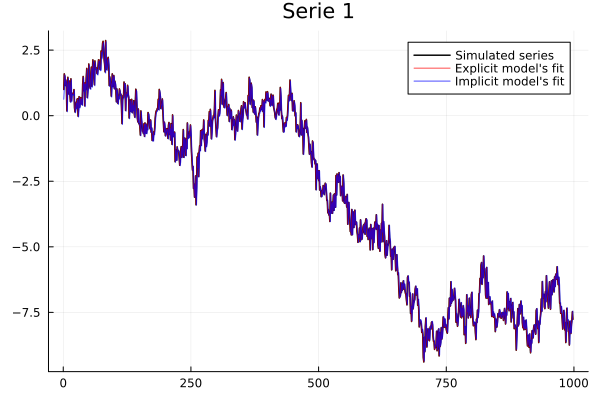 Serie 1
2.5
0.0
−2.5
−5.0
−7.5
Simulated series
Explicit model's fit
Implicit model's fit
0
250
500
750
1000